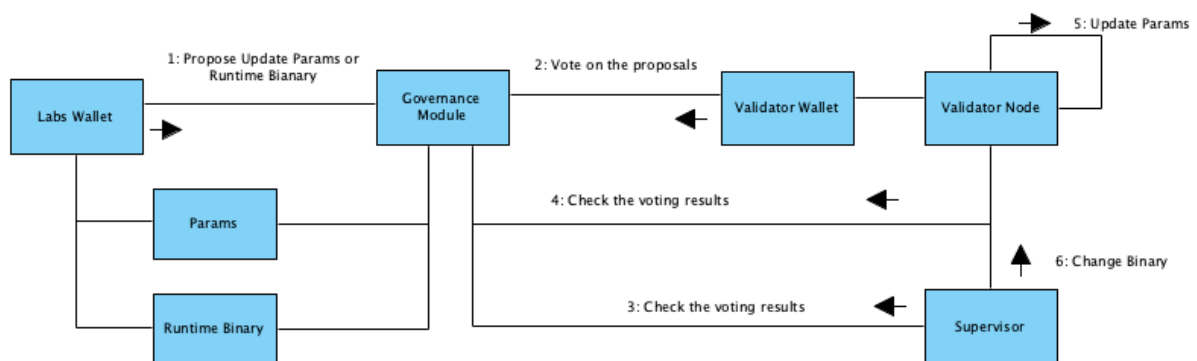 5: Update Params
1: Propose Update Params or
Runtime Bianary
2: Vote on the proposals
Labs Wallet
Governance
Module
Validator Wallet
Validator Node
4: Check the voting results
Params
6: Change Binary
3: Check the voting results
Runtime Binary
Supervisor